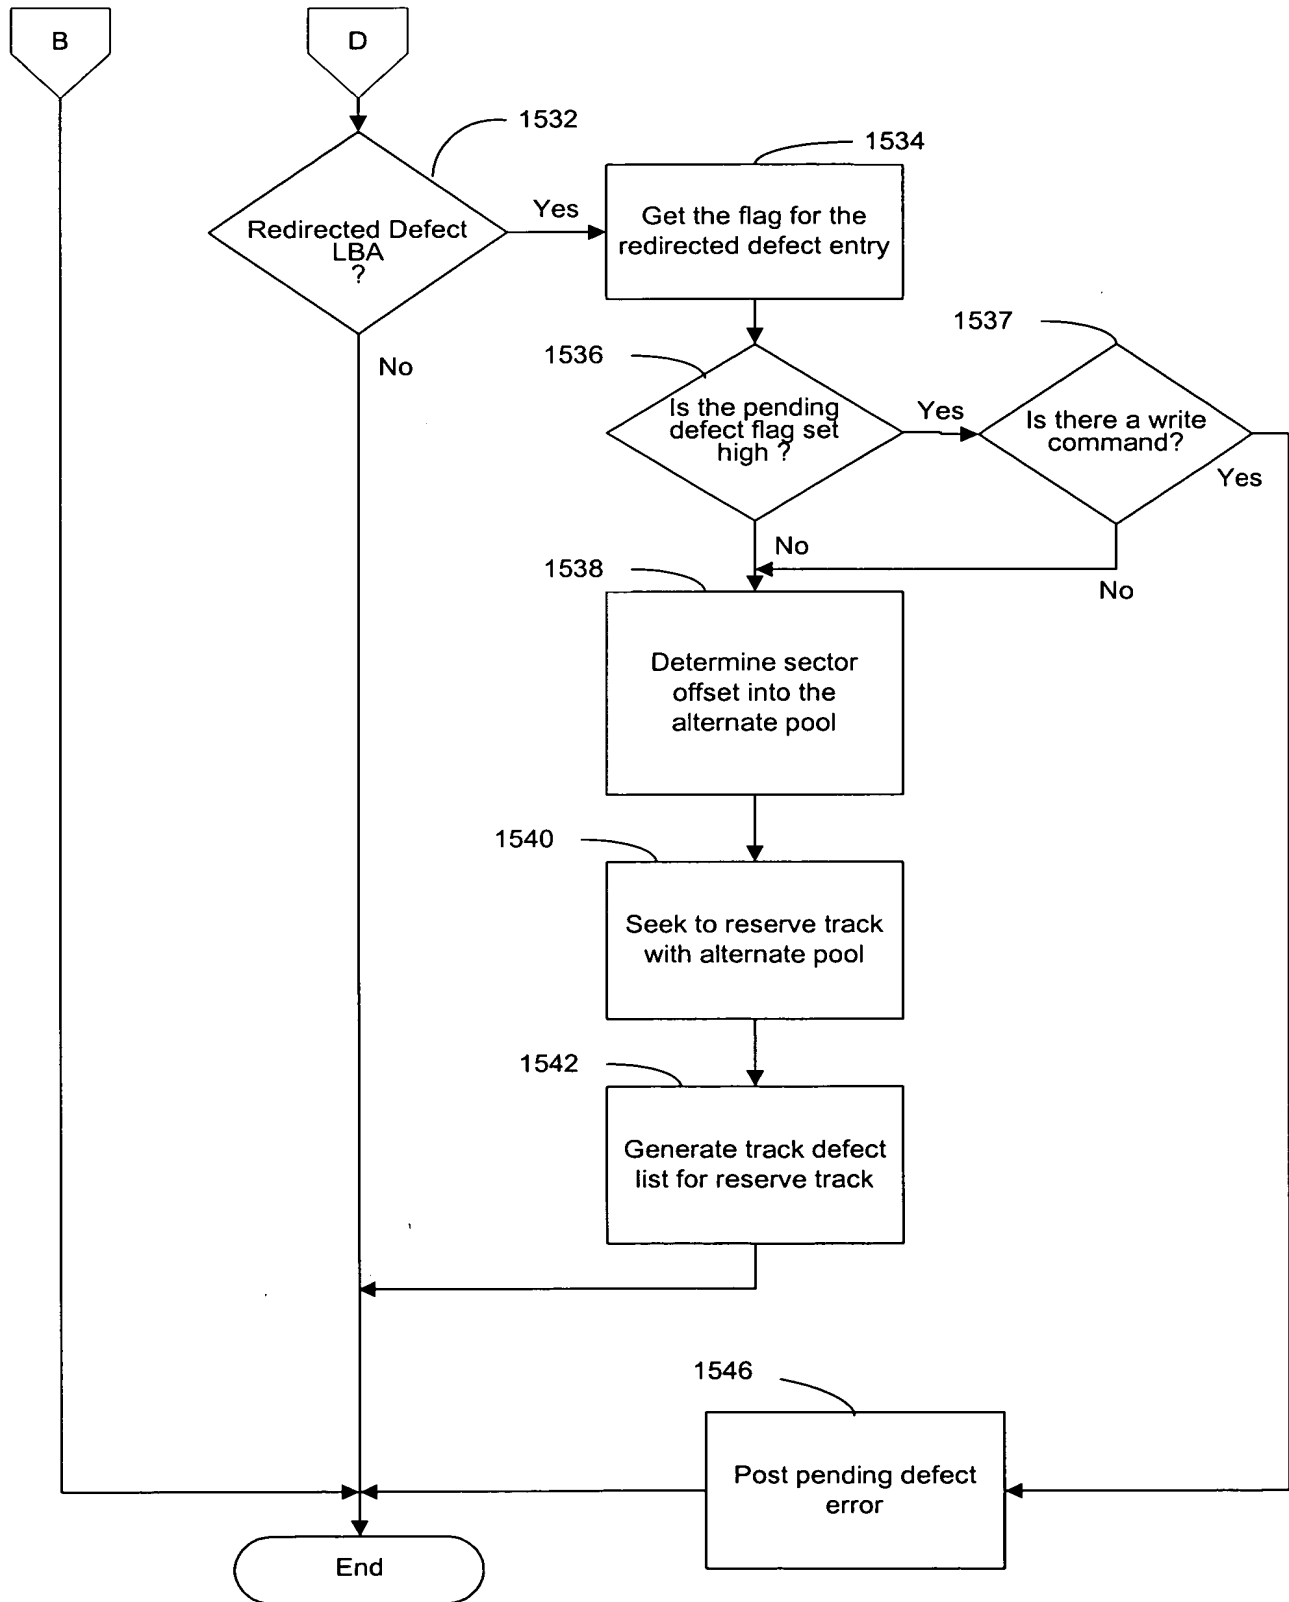 B
D
1532
1534
Redirected Defect
LBA
?
Yes
Get the flag for the
redirected defect entry
No
1536
1537
Is the pending
defect flag set
high ?
Yes
Is there a write
command?
Yes
No
No
1538
Determine sector
offset into the
alternate pool
1540
Seek to reserve track
with alternate pool
1542
Generate track defect
list for reserve track
1546
Post pending defect
error
End